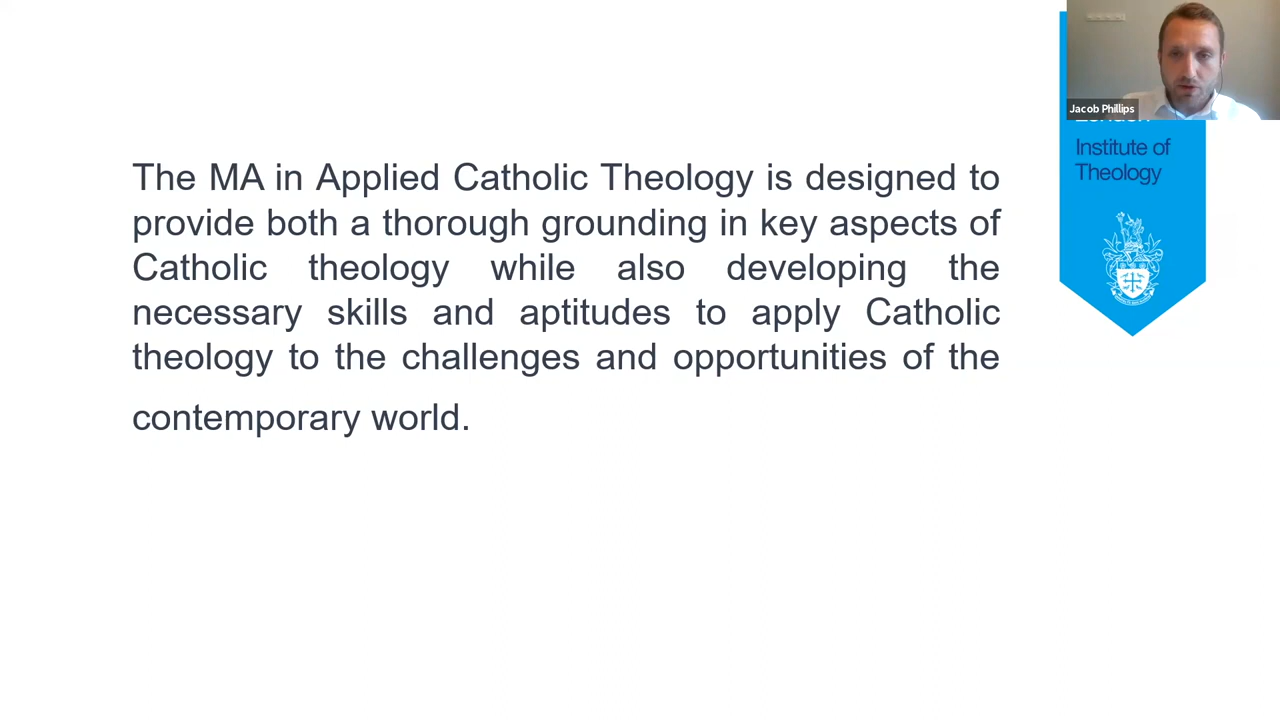 Jacob Phillips
Institute of
Theology
The MA in Applied Catholic Theology is designed to
provide both a thorough grounding in key aspects of
Catholic theology while also developing the
necessary skills and aptitudes to apply Catholic
theology to the challenges and opportunities of the
contemporary world.